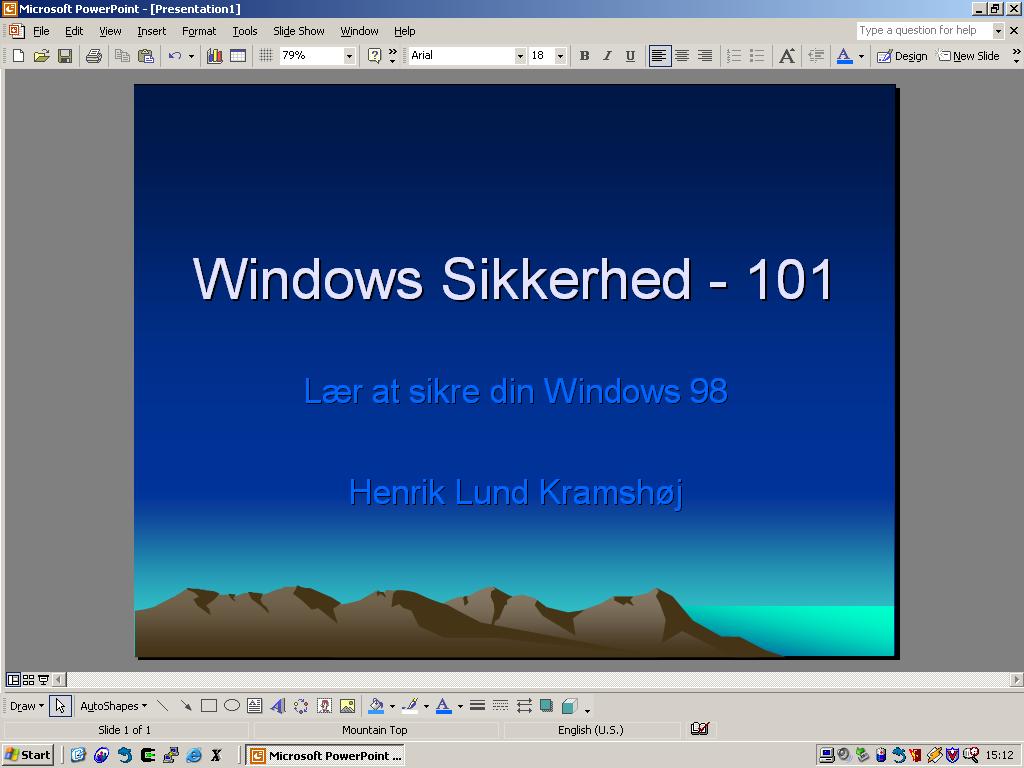 Microsoft PowerPoint - [Presentation1]
File Edit View Insert Format Tools Slide Show Window Help
Type a question for help
79% Arial 18 B I U A A Design New Slide
Windows Sikkerhed - 101
Lær at sikre din Windows 98
Henrik Lund Kramshøj
Draw AutoShapes A A
Slide 1 of 1 Mountain Top English (U.S.)
Start Microsoft PowerPoint ... 15:12